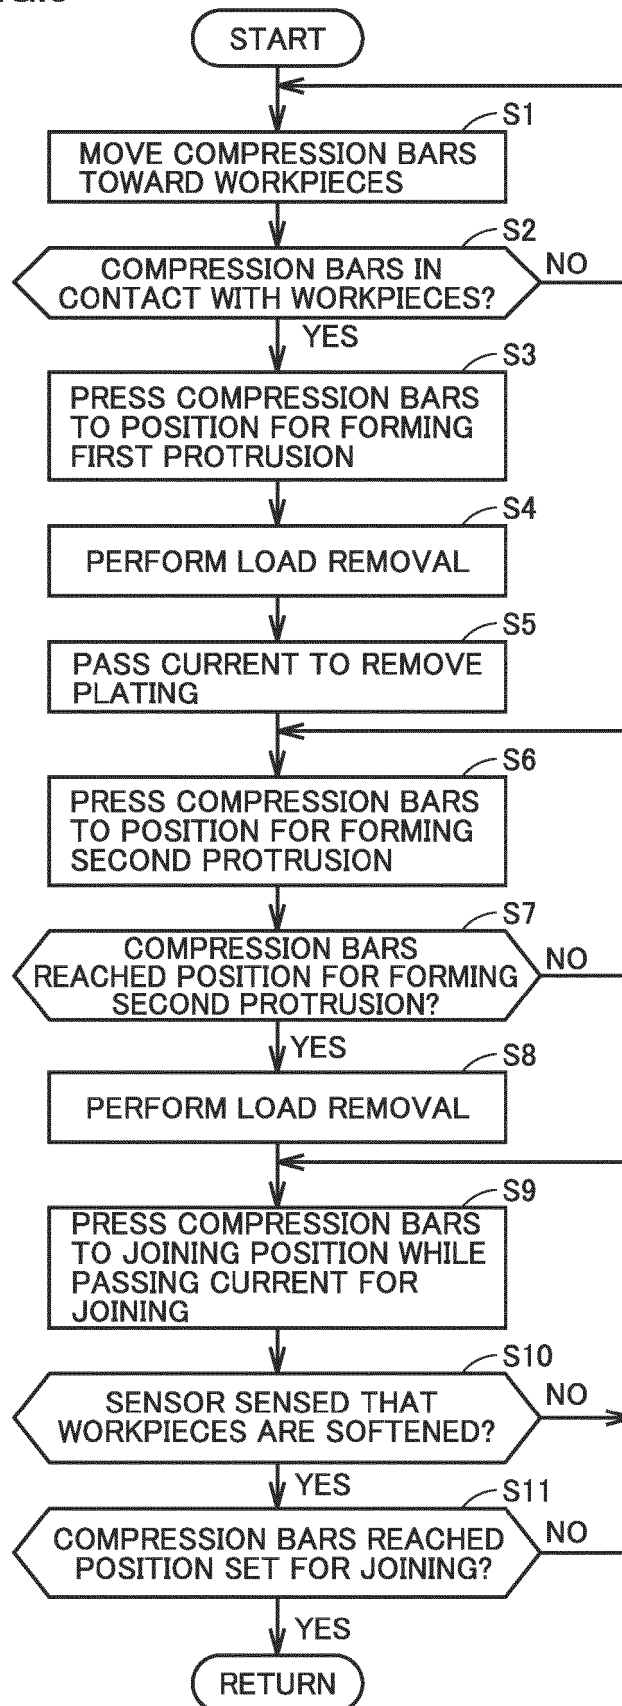 START
S1
MOVE COMPRESSION BARS
TOWARD WORKPIECES
S2
COMPRESSION BARS IN
CONTACT WITH WORKPIECES?
NO
YES
S3
PRESS COMPRESSION BARS
TO POSITION FOR FORMING
FIRST PROTRUSION
S4
PERFORM LOAD REMOVAL
S5
PASS CURRENT TO REMOVE
PLATING
S6
PRESS COMPRESSION BARS
TO POSITION FOR FORMING
SECOND PROTRUSION
S7
COMPRESSION BARS
REACHED POSITION FOR FORMING
SECOND PROTRUSION?
NO
YES
S8
PERFORM LOAD REMOVAL
S9
PRESS COMPRESSION BARS
TO JOINING POSITION WHILE
PASSING CURRENT FOR
JOINING
S10
SENSOR SENSED THAT
WORKPIECES ARE SOFTENED?
NO
YES
S11
COMPRESSION BARS REACHED
POSITION SET FOR JOINING?
NO
YES
RETURN